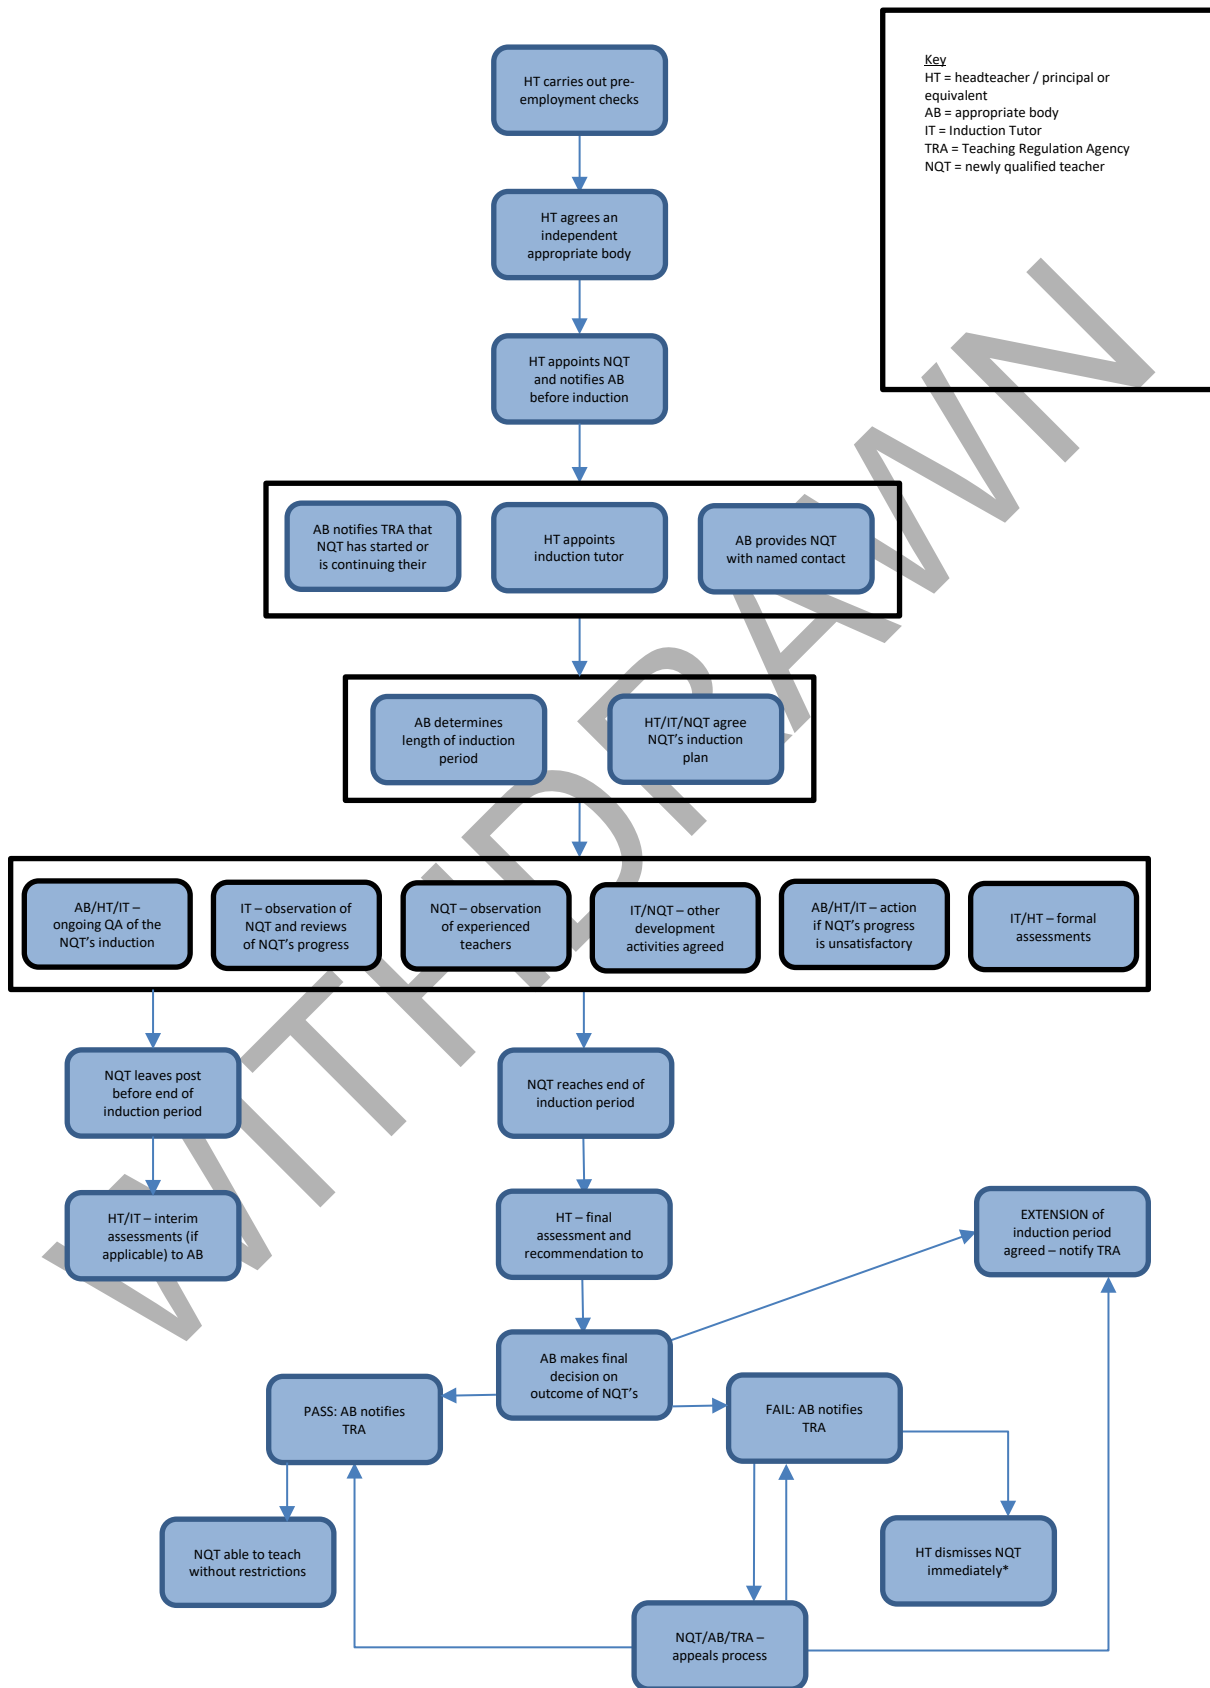 Key
HT = headteacher / principal or
equivalent
AB = appropriate body
IT = Induction Tutor
TRA = Teaching Regulation Agency
NQT = newly qualified teacher
HT carries out pre-
employment checks
HT agrees an
independent
appropriate body
HT appoints NQT
and notifies AB
before induction
AB notifies TRA that
NQT has started or
is continuing their
HT appoints
induction tutor
AB provides NQT
with named contact
AB determines
length of induction
period
HT/IT/NQT agree
NQT’s induction
plan
AB/HT/IT –
ongoing QA of the
NQT’s induction
IT – observation of
NQT and reviews
of NQT’s progress
NQT – observation
of experienced
teachers
IT/NQT – other
development
activities agreed
AB/HT/IT – action
if NQT’s progress
is unsatisfactory
IT/HT – formal
assessments
NQT leaves post
before end of
induction period
NQT reaches end of
induction period
HT/IT – interim
assessments (if
applicable) to AB
HT – final
assessment and
recommendation to
EXTENSION of
induction period
agreed – notify TRA
AB makes final
decision on
outcome of NQT’s
PASS: AB notifies
TRA
FAIL: AB notifies
TRA
NQT able to teach
without restrictions
HT dismisses NQT
immediately*
NQT/AB/TRA –
appeals process
WITHDRAWN